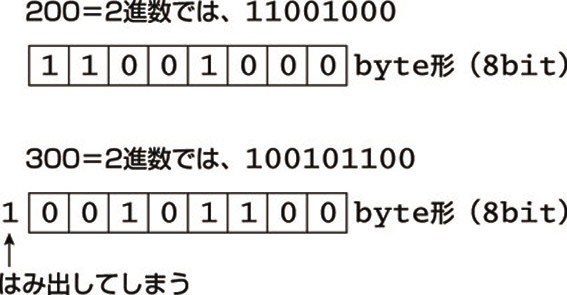 200=2進数では、11001000
1 1 0 0 1 0 0 0 byte形（8bit）
300=2進数では、100101100
1 0 0 1 0 1 1 0 0 byte形（8bit）
↑
はみ出してしまう